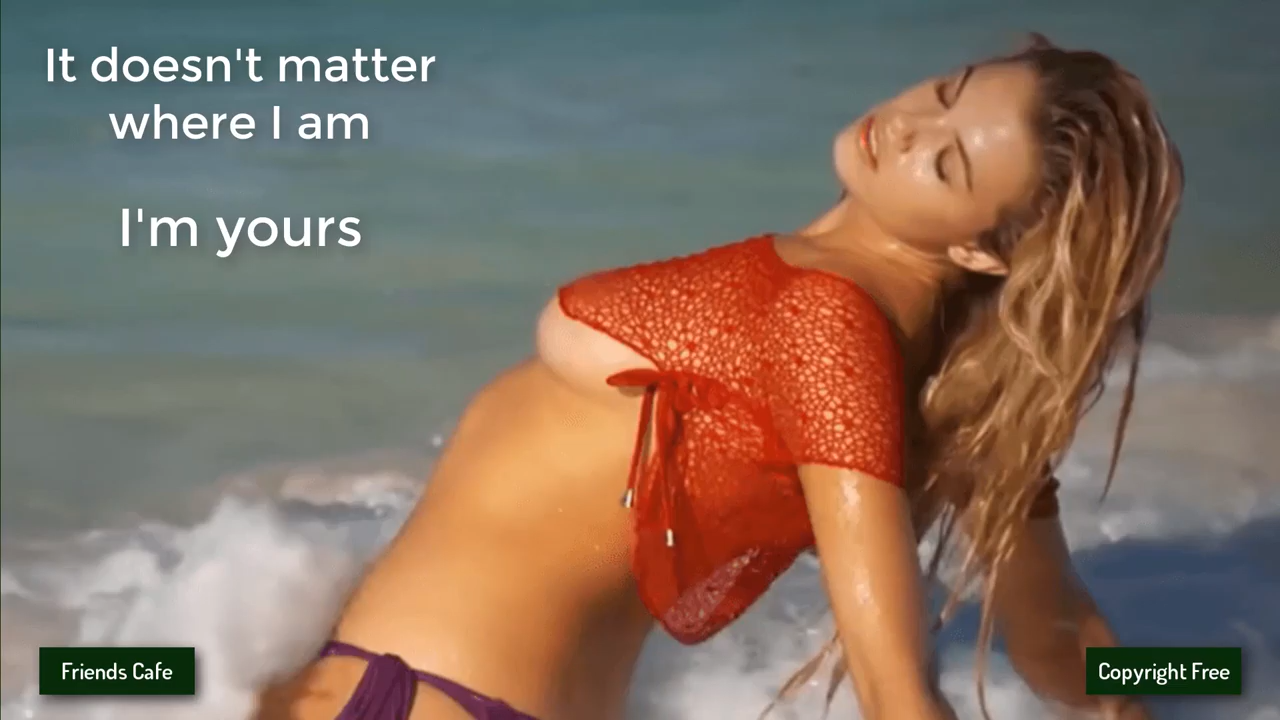 It doesn't matter
where I am
I'm yours
Friends Cafe
Copyright Free